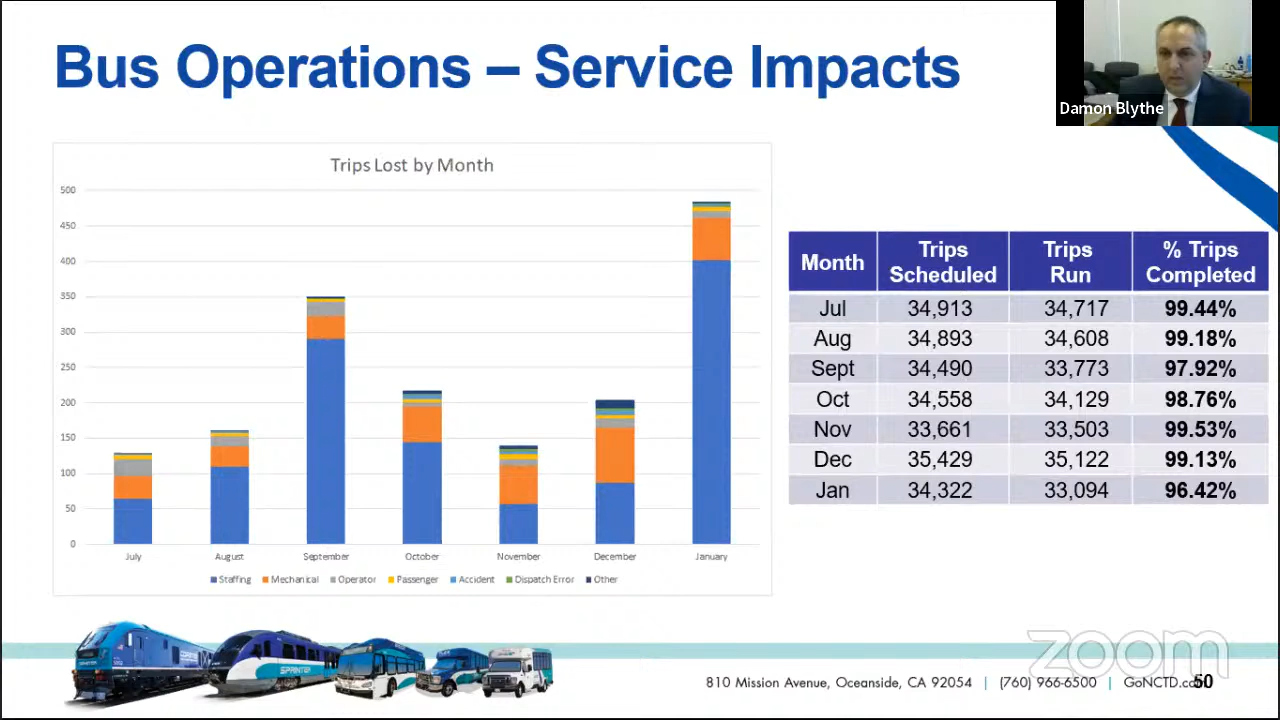 Bus Operations – Service Impacts
Damon Blythe
Trips Lost by Month
500
450
400
350
300
250
200
150
100
50
0
July August September October November December January
Staffing Mechanical Operator Passenger Accident Dispatch Error Other
Month Trips Scheduled Trips Run % Trips Completed
Jul 34,913 34,717 99.44%
Aug 34,893 34,608 99.18%
Sept 34,490 33,773 97.92%
Oct 34,558 34,129 98.76%
Nov 33,661 33,503 99.53%
Dec 35,429 35,122 99.13%
Jan 34,322 33,094 96.42%
SPRINTER
zoom
810 Mission Avenue, Oceanside, CA 92054 | (760) 966-6500 | GoNCTD.co
50